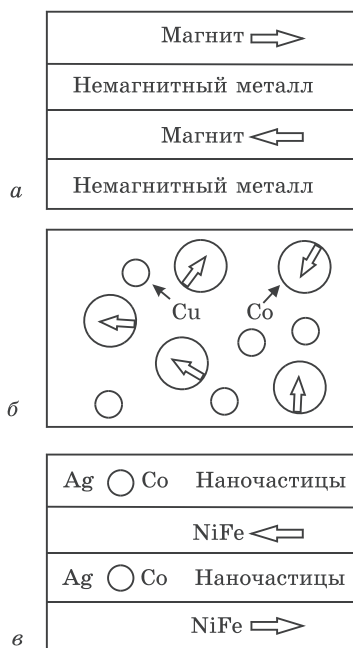 Магнит
Немагнитный металл
Магнит
Немагнитный металл
а
Cu Co
б
Ag Co Наночастицы
NiFe
Ag Co Наночастицы
NiFe
в